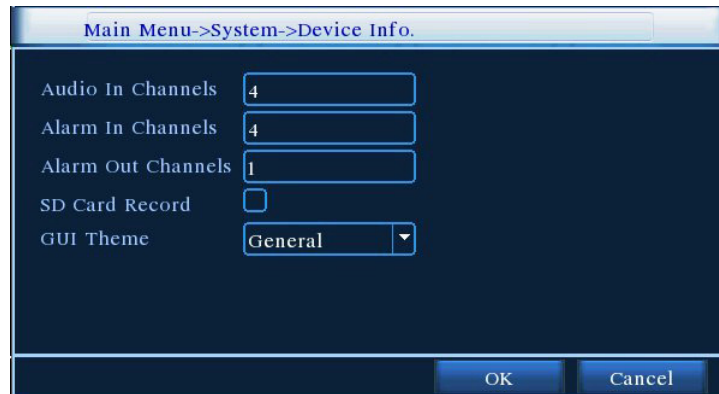 Main Menu->System->Device Info.
Audio In Channels 4
Alarm In Channels 4
Alarm Out Channels 1
SD Card Record
GUI Theme General
OK Cancel